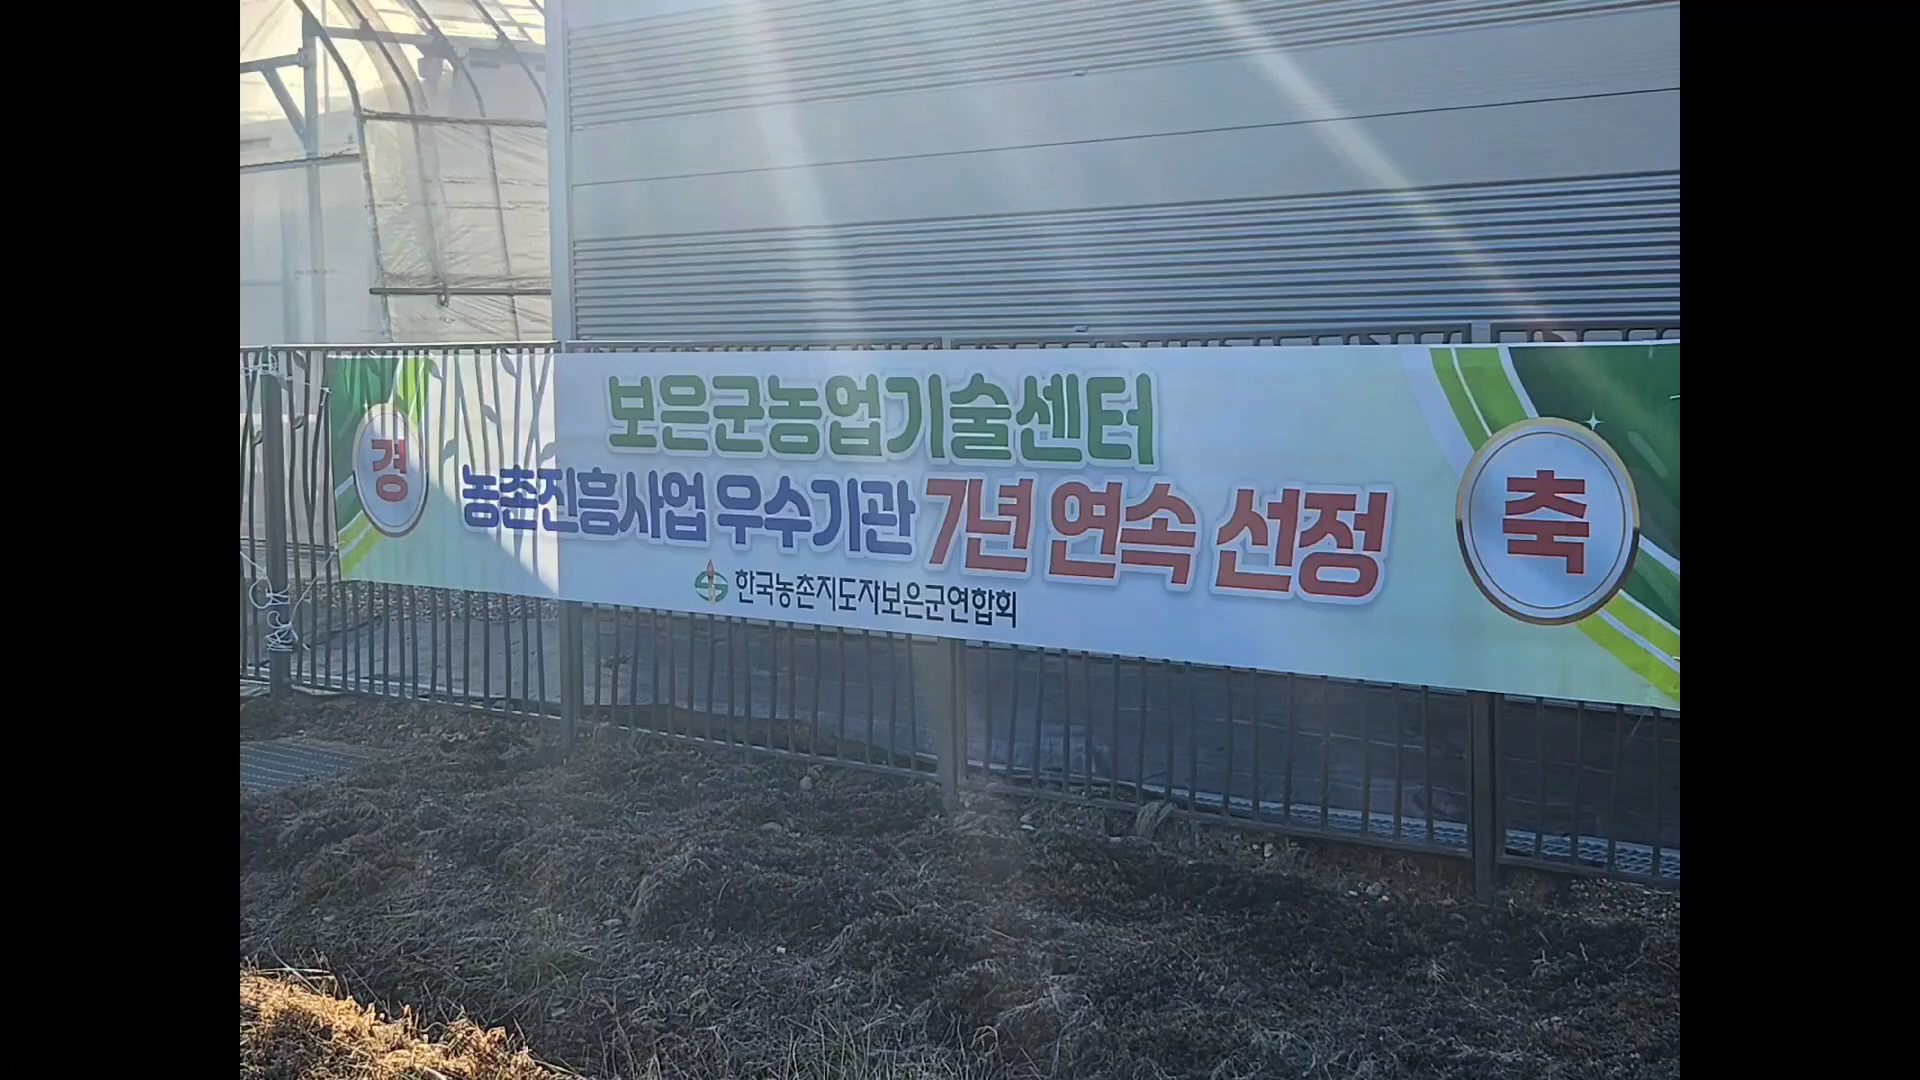 경
보은군농업기술센터
농촌진흥사업 우수기관 7년 연속 선정
한국농촌지도자보은군연합회
축